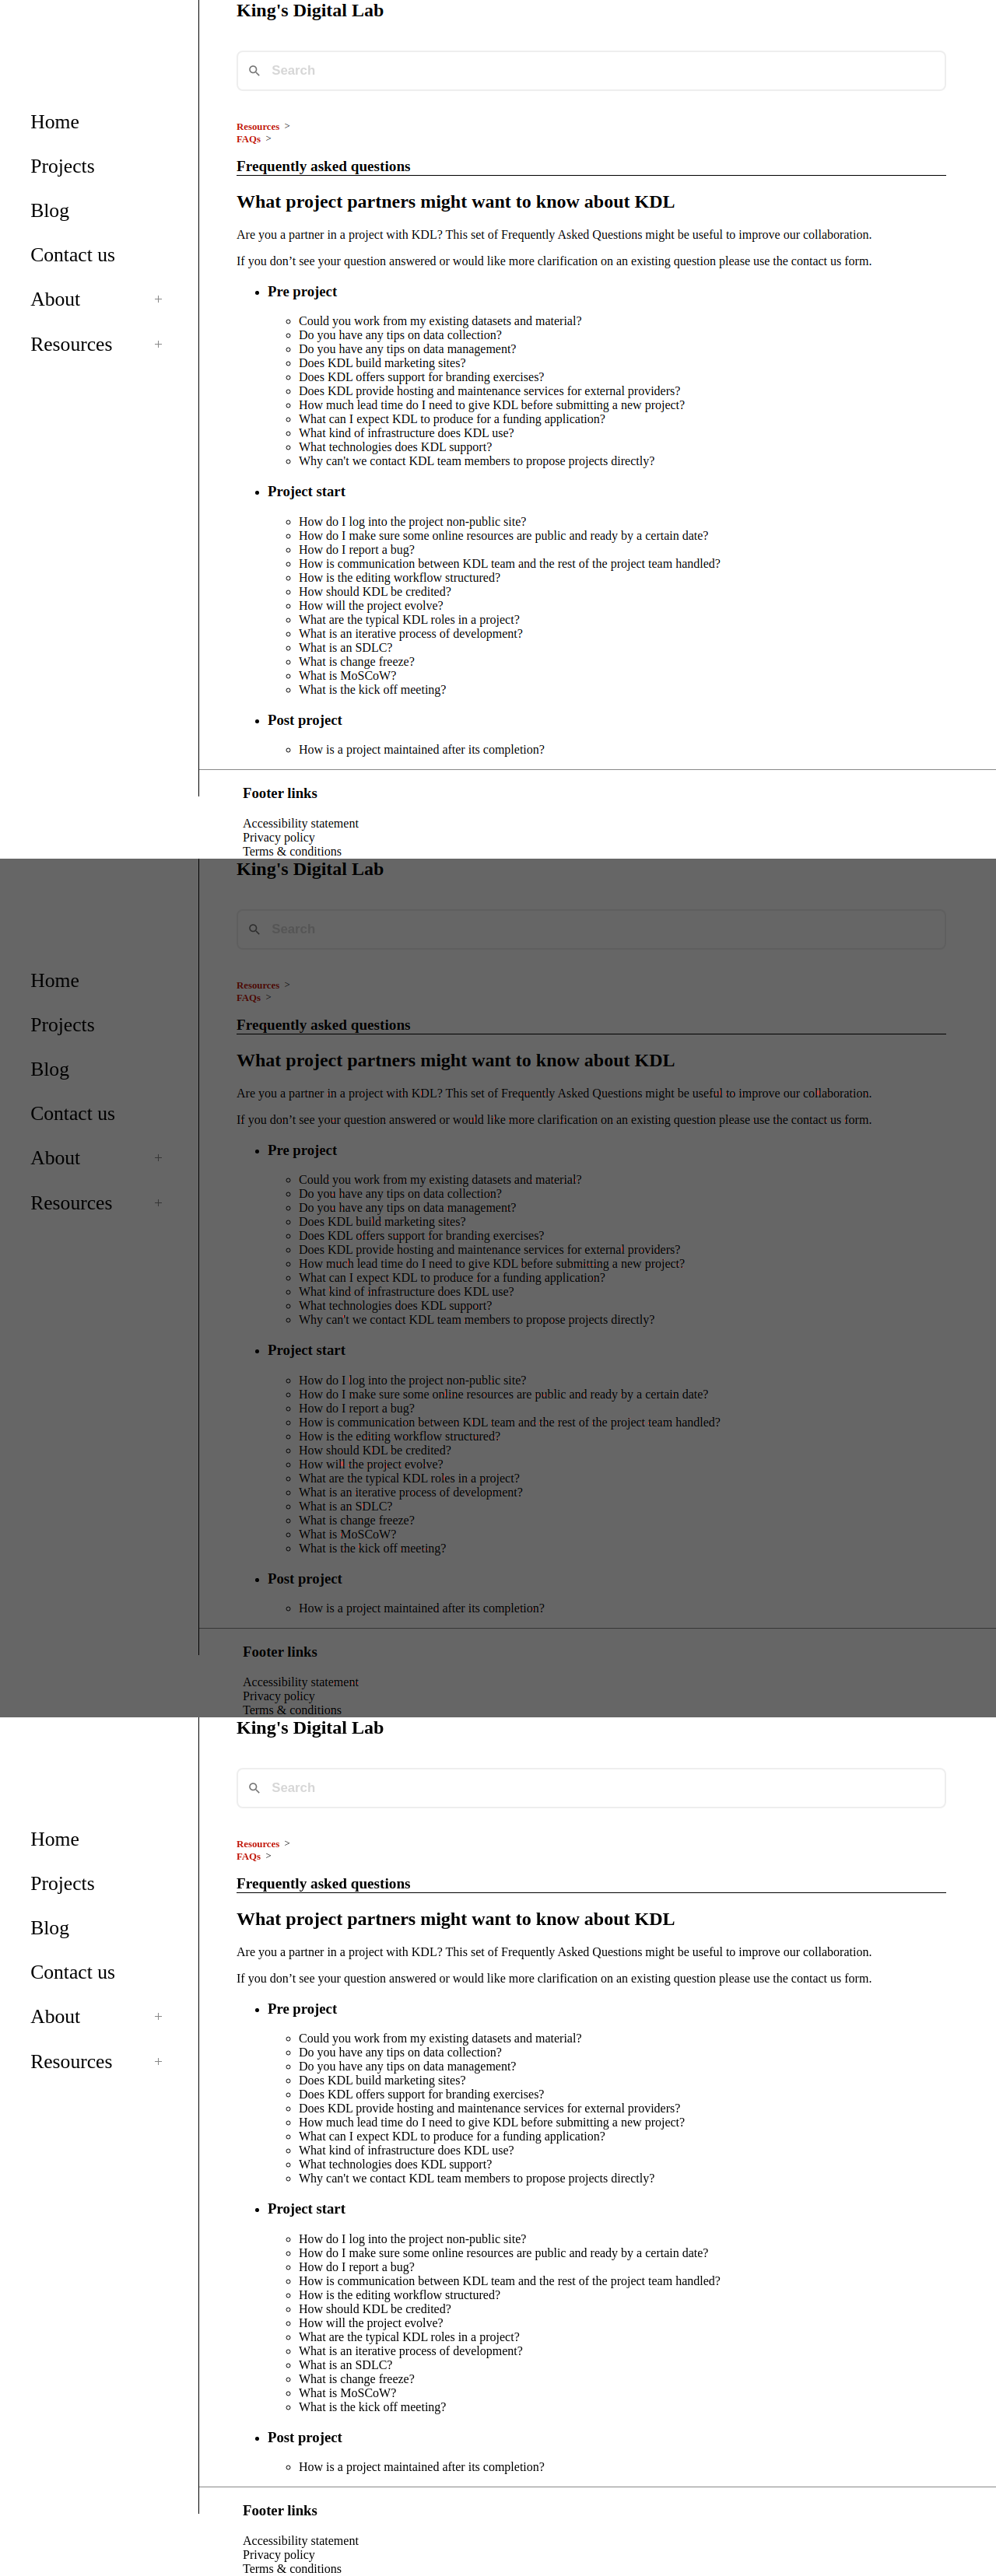 King's Digital Lab
Search
Home
Projects
Blog
Contact us
About +
Resources +
Resources >
FAQs >
Frequently asked questions
What project partners might want to know about KDL
Are you a partner in a project with KDL? This set of Frequently Asked Questions might be useful to improve our collaboration.
If you don’t see your question answered or would like more clarification on an existing question please use the contact us form.
Pre project
Could you work from my existing datasets and material?
Do you have any tips on data collection?
Do you have any tips on data management?
Does KDL build marketing sites?
Does KDL offers support for branding exercises?
Does KDL provide hosting and maintenance services for external providers?
How much lead time do I need to give KDL before submitting a new project?
What can I expect KDL to produce for a funding application?
What kind of infrastructure does KDL use?
What technologies does KDL support?
Why can't we contact KDL team members to propose projects directly?
Project start
How do I log into the project non-public site?
How do I make sure some online resources are public and ready by a certain date?
How do I report a bug?
How is communication between KDL team and the rest of the project team handled?
How is the editing workflow structured?
How should KDL be credited?
How will the project evolve?
What are the typical KDL roles in a project?
What is an iterative process of development?
What is an SDLC?
What is change freeze?
What is MoSCoW?
What is the kick off meeting?
Post project
How is a project maintained after its completion?
Footer links
Accessibility statement
Privacy policy
Terms & conditions
King's Digital Lab
Search
Home
Projects
Blog
Contact us
About +
Resources +
Resources >
FAQs >
Frequently asked questions
What project partners might want to know about KDL
Are you a partner in a project with KDL? This set of Frequently Asked Questions might be useful to improve our collaboration.
If you don’t see your question answered or would like more clarification on an existing question please use the contact us form.
Pre project
Could you work from my existing datasets and material?
Do you have any tips on data collection?
Do you have any tips on data management?
Does KDL build marketing sites?
Does KDL offers support for branding exercises?
Does KDL provide hosting and maintenance services for external providers?
How much lead time do I need to give KDL before submitting a new project?
What can I expect KDL to produce for a funding application?
What kind of infrastructure does KDL use?
What technologies does KDL support?
Why can't we contact KDL team members to propose projects directly?
Project start
How do I log into the project non-public site?
How do I make sure some online resources are public and ready by a certain date?
How do I report a bug?
How is communication between KDL team and the rest of the project team handled?
How is the editing workflow structured?
How should KDL be credited?
How will the project evolve?
What are the typical KDL roles in a project?
What is an iterative process of development?
What is an SDLC?
What is change freeze?
What is MoSCoW?
What is the kick off meeting?
Post project
How is a project maintained after its completion?
Footer links
Accessibility statement
Privacy policy
Terms & conditions
King's Digital Lab
Search
Home
Projects
Blog
Contact us
About +
Resources +
Resources >
FAQs >
Frequently asked questions
What project partners might want to know about KDL
Are you a partner in a project with KDL? This set of Frequently Asked Questions might be useful to improve our collaboration.
If you don’t see your question answered or would like more clarification on an existing question please use the contact us form.
Pre project
Could you work from my existing datasets and material?
Do you have any tips on data collection?
Do you have any tips on data management?
Does KDL build marketing sites?
Does KDL offers support for branding exercises?
Does KDL provide hosting and maintenance services for external providers?
How much lead time do I need to give KDL before submitting a new project?
What can I expect KDL to produce for a funding application?
What kind of infrastructure does KDL use?
What technologies does KDL support?
Why can't we contact KDL team members to propose projects directly?
Project start
How do I log into the project non-public site?
How do I make sure some online resources are public and ready by a certain date?
How do I report a bug?
How is communication between KDL team and the rest of the project team handled?
How is the editing workflow structured?
How should KDL be credited?
How will the project evolve?
What are the typical KDL roles in a project?
What is an iterative process of development?
What is an SDLC?
What is change freeze?
What is MoSCoW?
What is the kick off meeting?
Post project
How is a project maintained after its completion?
Footer links
Accessibility statement
Privacy policy
Terms & conditions